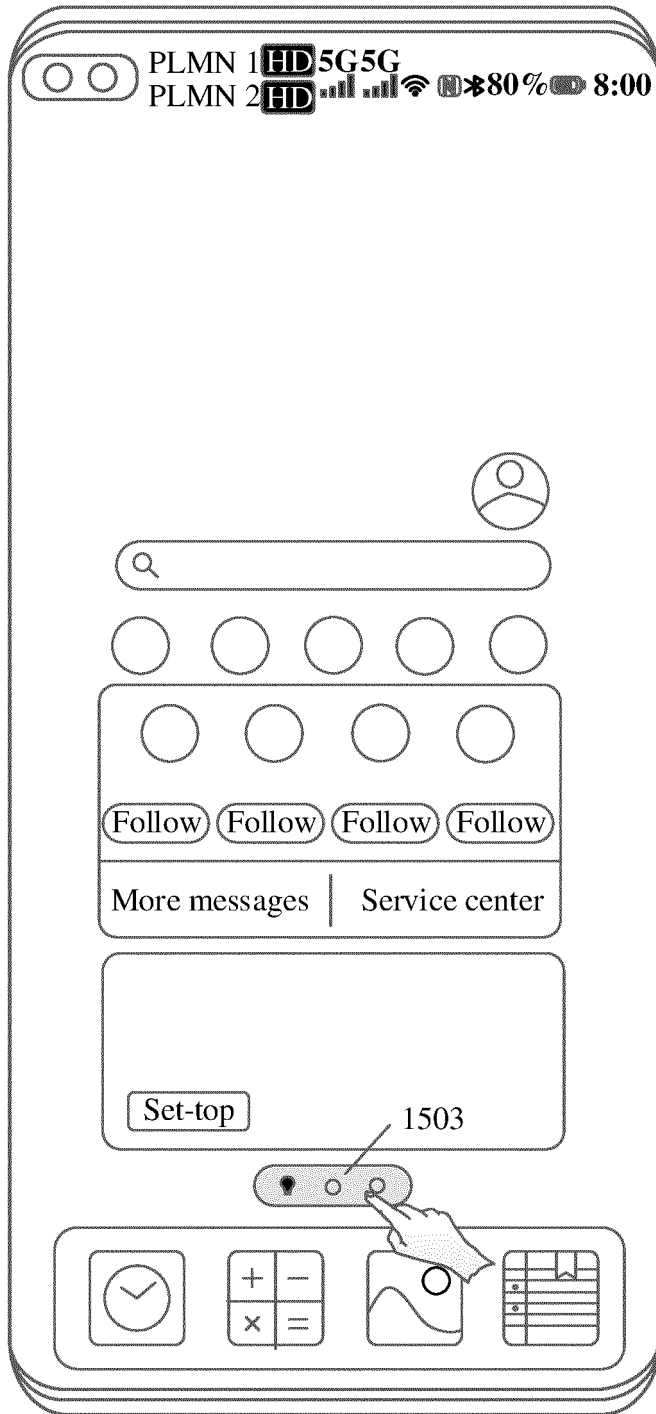 PLMN 1 HD 5G 5G
PLMN 2 HD N 80% 8:00
Follow Follow Follow Follow
More messages Service center
Set-top
1503